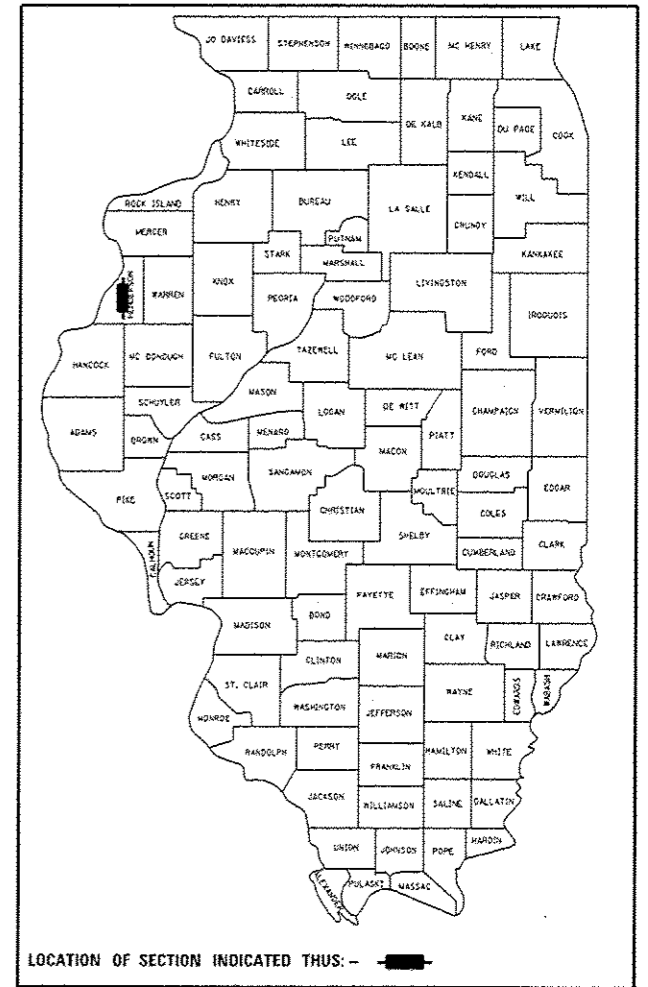 JO DAVIESS STEPHENSON WINNEBAGO BOONE MC HENRY LAKE
CARROLL OGLE DE KALB KANE DU PAGE COOK
WHITESIDE LEE
KENDALL
ROCK ISLAND HENRY BUREAU LA SALLE GRUNDY WILL
MERCER
PUTNAM
STARK MARSHALL KANKAKEE
HENDERSON WARREN KNOX PEORIA WOODFORD LIVINGSTON IROQUOIS
HANCOCK MC DONOUGH FULTON TAZEWELL MC LEAN FORD
MASON
SCHUYLER LOGAN DE WITT CHAMPAIGN VERMILION
ADAMS BROWN CASS MENARD MACON PIATT
PIKE SCOTT MORGAN SANGAMON MOULTRIE DOUGLAS EDGAR
CHRISTIAN COLES
CALHOUN GREENE MACOUPIN MONTGOMERY SHELBY CUMBERLAND CLARK
JERSEY
FAYETTE EFFINGHAM JASPER CRAWFORD
MADISON BOND
CLAY RICHLAND LAWRENCE
CLINTON MARION
ST. CLAIR WAYNE EDWARDS WABASH
WASHINGTON JEFFERSON
MONROE
RANDOLPH PERRY HAMILTON WHITE
FRANKLIN
JACKSON WILLIAMSON SALINE GALLATIN
UNION JOHNSON POPE HARDIN
ALEXANDER PULASKI MASSAC
LOCATION OF SECTION INDICATED THUS: -